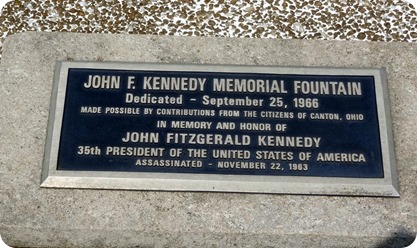 JOHN F. KENNEDY MEMORIAL FOUNTAIN
Dedicated - September 25, 1966
MADE POSSIBLE BY CONTRIBUTIONS FROM THE CITIZENS OF CANTON, OHIO
IN MEMORY AND HONOR OF
JOHN FITZGERALD KENNEDY
35th PRESIDENT OF THE UNITED STATES OF AMERICA
ASSASSINATED - NOVEMBER 22, 1963